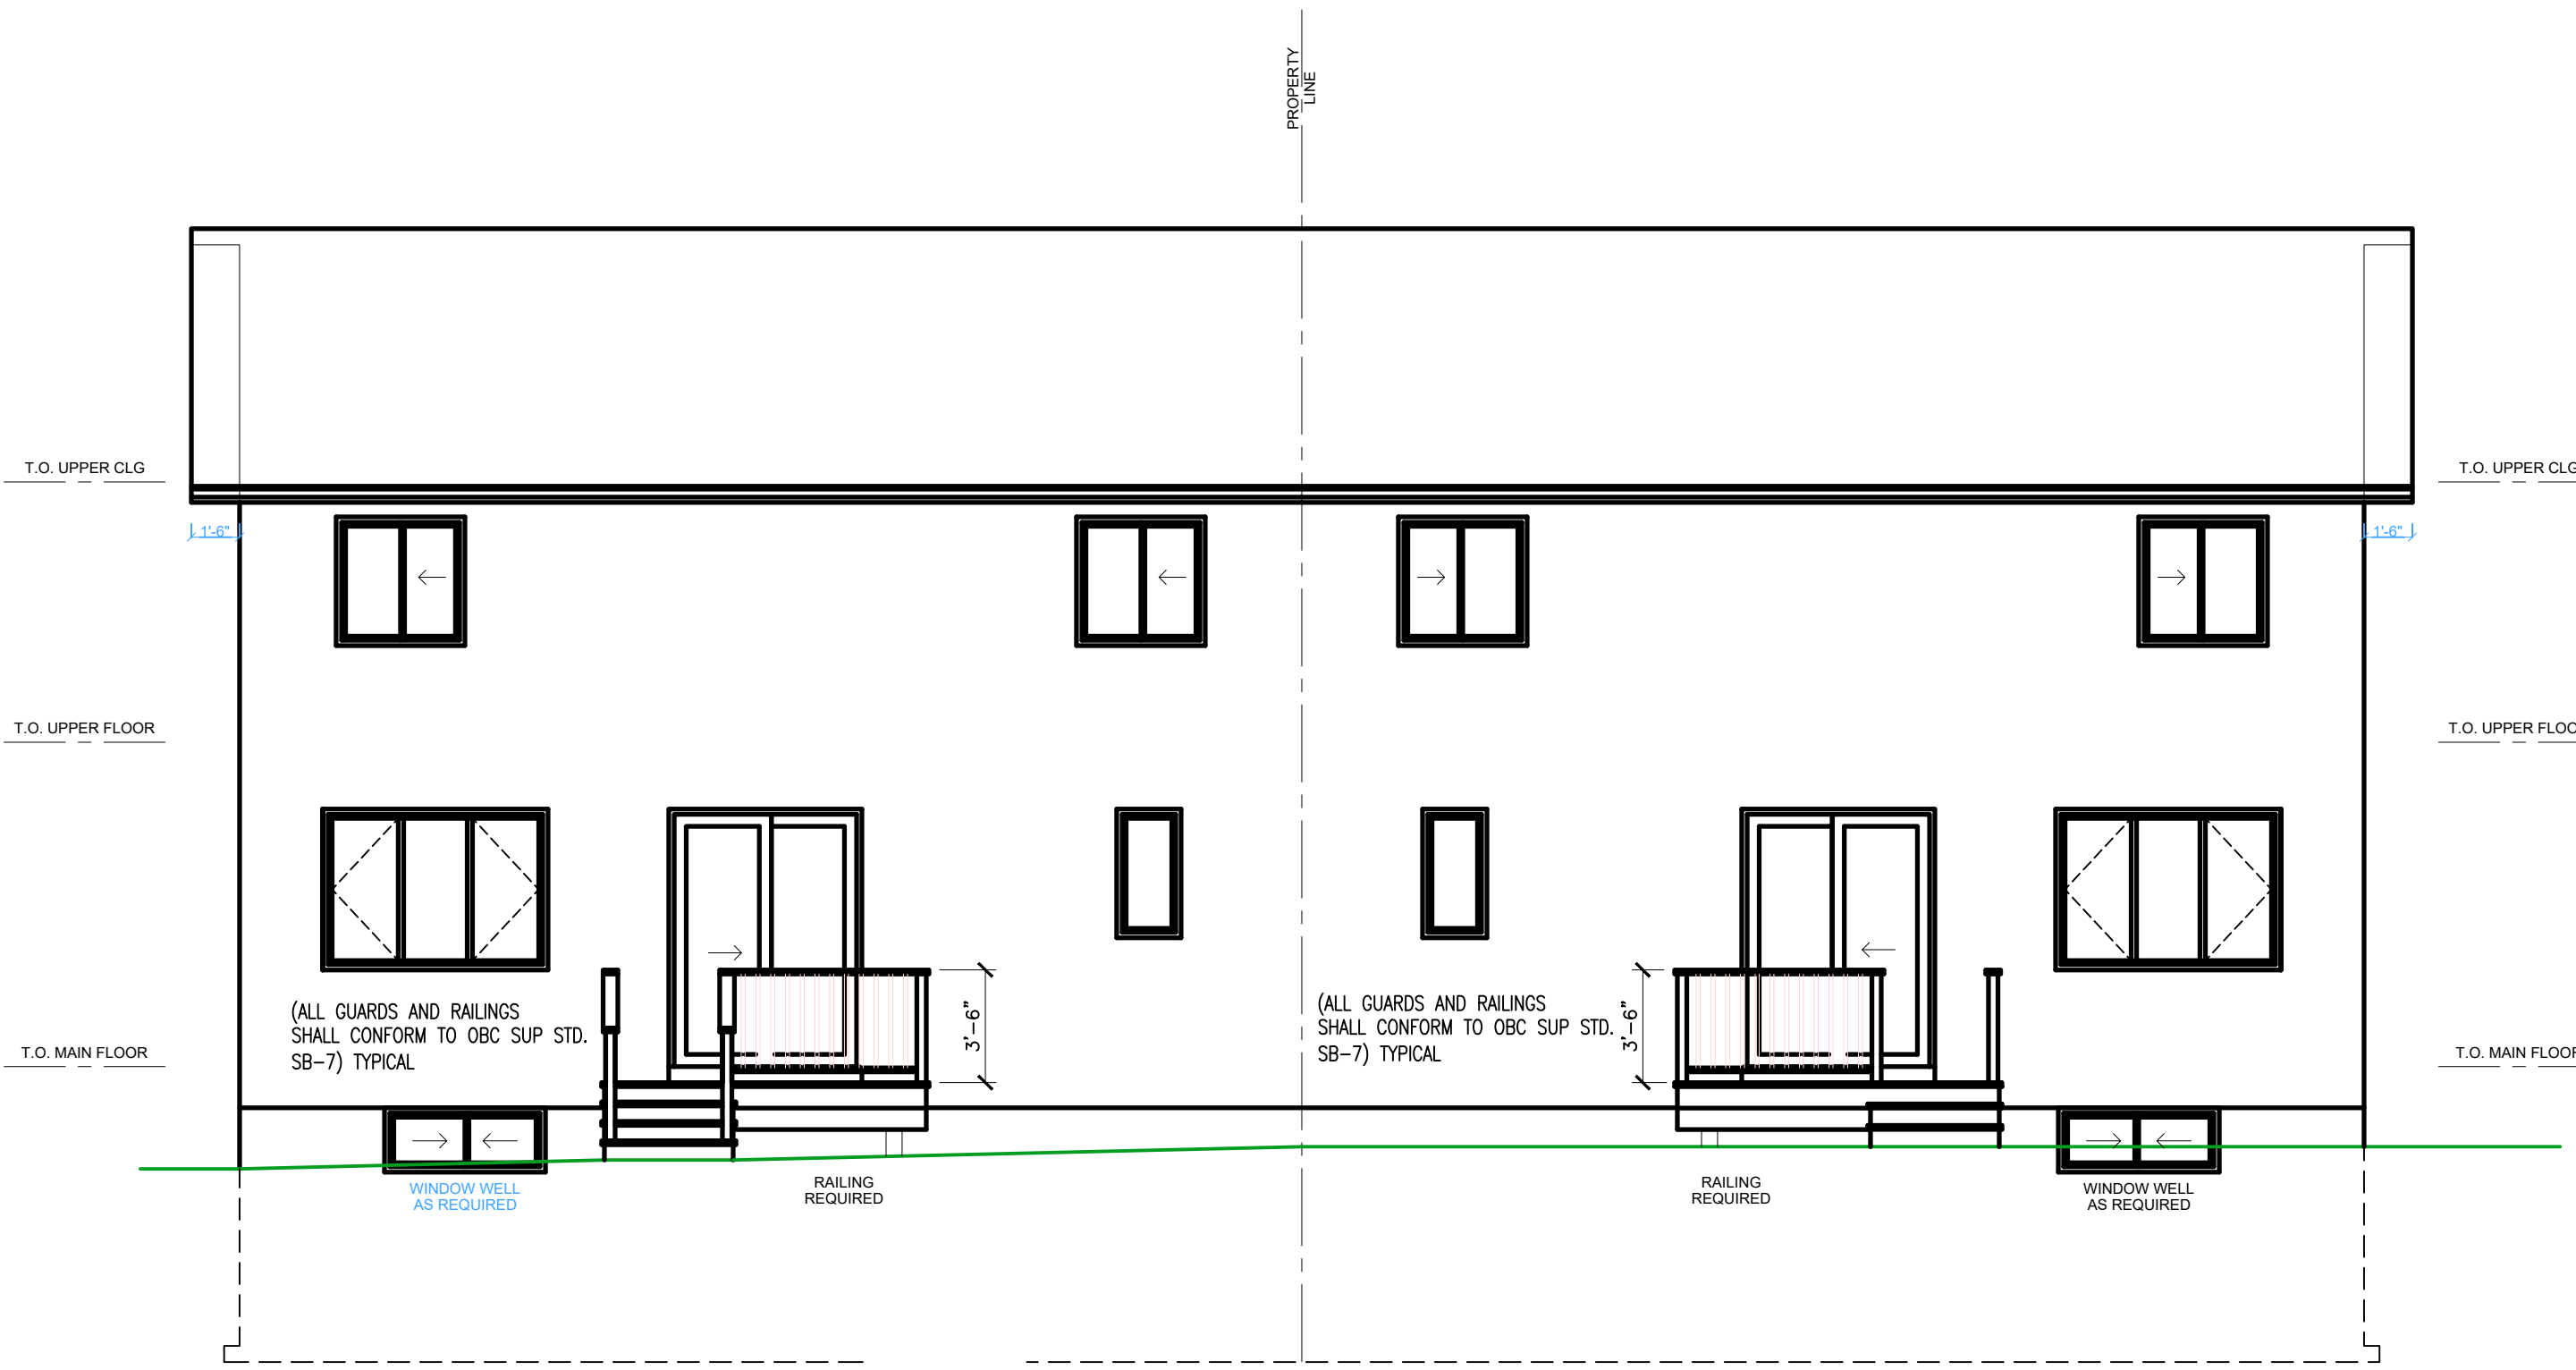 PROPERTY
LINE
T.O. UPPER CLG
T.O. UPPER CLG
1'-6"
1'-6"
T.O. UPPER FLOOR
T.O. UPPER FLOO
(ALL GUARDS AND RAILINGS
SHALL CONFORM TO OBC SUP STD.
SB-7) TYPICAL
3'-6"
(ALL GUARDS AND RAILINGS
SHALL CONFORM TO OBC SUP STD.
SB-7) TYPICAL
3'-6"
T.O. MAIN FLOOR
T.O. MAIN FLOOR
WINDOW WELL
AS REQUIRED
RAILING
REQUIRED
RAILING
REQUIRED
WINDOW WELL
AS REQUIRED